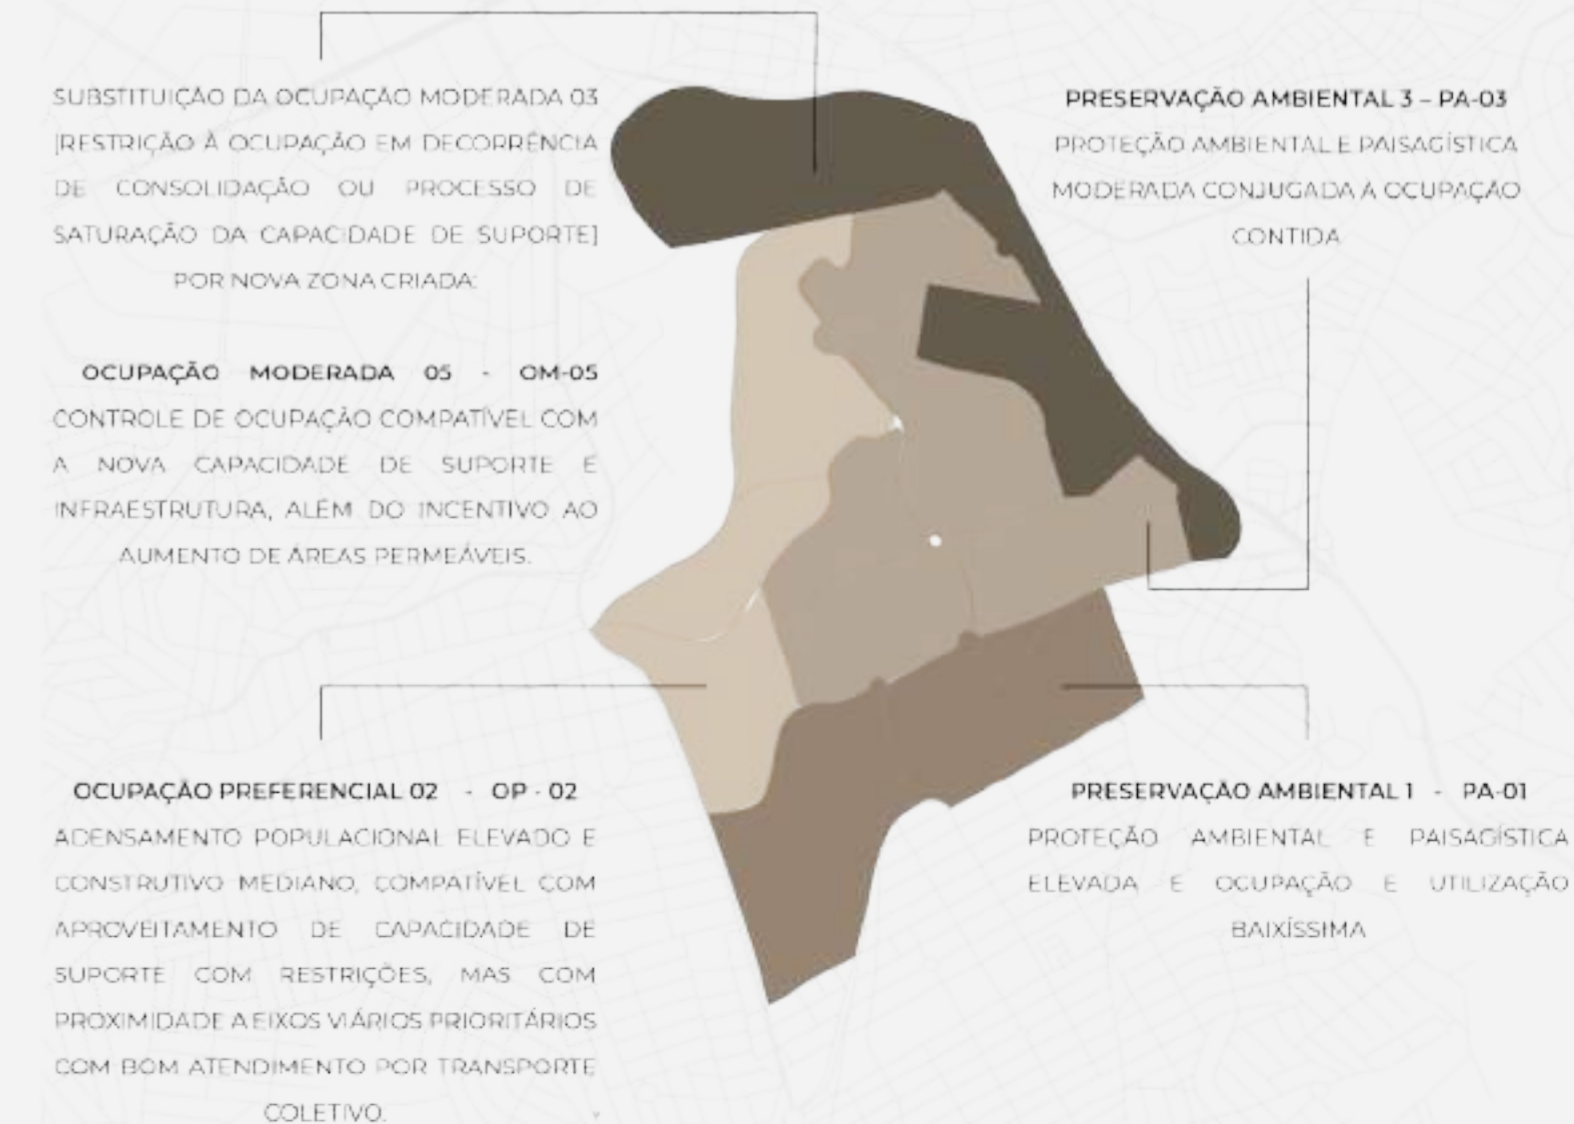 SUBSTITUIÇÃO DA OCUPAÇÃO MODERADA 03
[RESTRIÇÃO À OCUPAÇÃO EM DECORRÊNCIA
DE CONSOLIDAÇÃO OU PROCESSO DE
SATURAÇÃO DA CAPACIDADE DE SUPORTE]
POR NOVA ZONA CRIADA:
OCUPAÇÃO MODERADA 05 - OM-05
CONTROLE DE OCUPAÇÃO COMPATÍVEL COM
A NOVA CAPACIDADE DE SUPORTE E
INFRAESTRUTURA, ALÉM DO INCENTIVO AO
AUMENTO DE ÁREAS PERMEÁVEIS.
OCUPAÇÃO PREFERENCIAL 02 - OP - 02
ADENSAMENTO POPULACIONAL ELEVADO E
CONSTRUTIVO MEDIANO, COMPATÍVEL COM
APROVEITAMENTO DE CAPACIDADE DE
SUPORTE COM RESTRIÇÕES, MAS COM
PROXIMIDADE A EIXOS VIÁRIOS PRIORITÁRIOS
COM BOM ATENDIMENTO POR TRANSPORTE
COLETIVO.
PRESERVAÇÃO AMBIENTAL 3 – PA-03
PROTEÇÃO AMBIENTAL E PAISAGÍSTICA
MODERADA CONJUGADA À OCUPAÇÃO
CONTIDA
PRESERVAÇÃO AMBIENTAL 1 - PA-01
PROTEÇÃO AMBIENTAL E PAISAGÍSTICA
ELEVADA E OCUPAÇÃO E UTILIZAÇÃO
BAIXÍSSIMA